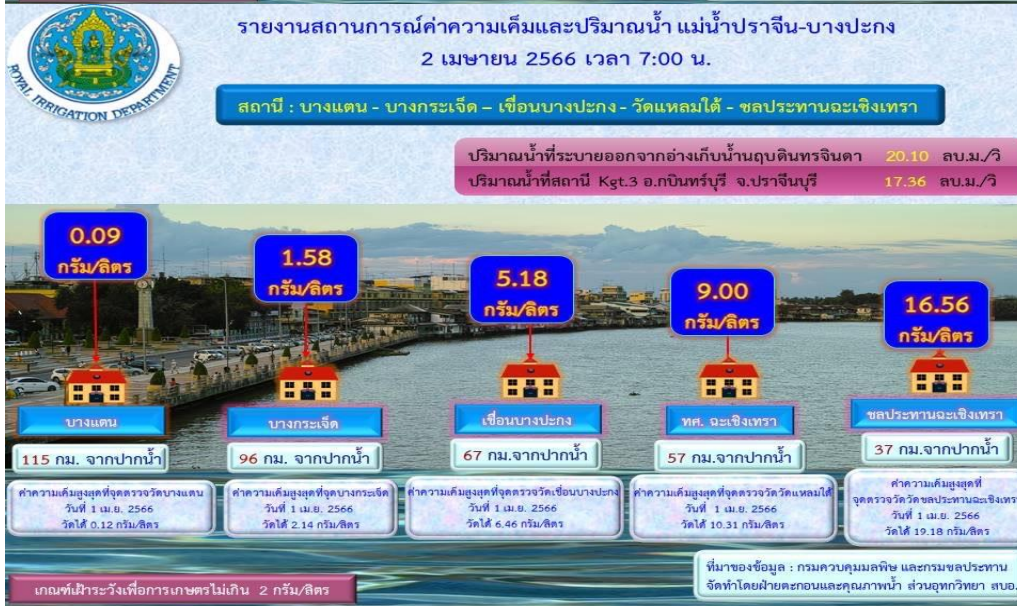 รายงานสถานการณ์ค่าความเค็มและปริมาณน้ำ แม่น้ำปราจีน-บางปะกง
2 เมษายน 2566 เวลา 7:00 น.
ROYAL IRRIGATION DEPARTMENT
สถานี : บางแตน - บางกระเจ็ด – เขื่อนบางปะกง - วัดแหลมใต้ - ชลประทานฉะเชิงเทรา
ปริมาณน้ำที่ระบายออกจากอ่างเก็บน้ำนฤบดินทรจินดา 20.10 ลบ.ม./วิ
ปริมาณน้ำที่สถานี Kgt.3 อ.กบินทร์บุรี จ.ปราจีนบุรี 17.36 ลบ.ม./วิ
0.09
กรัม/ลิตร
1.58
กรัม/ลิตร
5.18
กรัม/ลิตร
9.00
กรัม/ลิตร
16.56
กรัม/ลิตร
บางแตน
บางกระเจ็ด
เขื่อนบางปะกง
ทศ. ฉะเชิงเทรา
ชลประทานฉะเชิงเทรา
115 กม. จากปากน้ำ
96 กม. จากปากน้ำ
67 กม.จากปากน้ำ
57 กม.จากปากน้ำ
37 กม.จากปากน้ำ
ค่าความเค็มสูงสุดที่จุดตรวจวัดบางแตน
วันที่ 1 เม.ย. 2566
วัดได้ 0.12 กรัม/ลิตร
ค่าความเค็มสูงสุดที่จุดบางกระเจ็ด
วันที่ 1 เม.ย. 2566
วัดได้ 2.14 กรัม/ลิตร
ค่าความเค็มสูงสุดที่จุดตรวจวัดเขื่อนบางปะกง
วันที่ 1 เม.ย. 2566
วัดได้ 6.46 กรัม/ลิตร
ค่าความเค็มสูงสุดที่จุดตรวจวัดวัดแหลมใต้
วันที่ 1 เม.ย. 2566
วัดได้ 10.31 กรัม/ลิตร
ค่าความเค็มสูงสุดที่
จุดตรวจวัดวัดชลประทานฉะเชิงเทรา
วันที่ 1 เม.ย. 2566
วัดได้ 19.18 กรัม/ลิตร
เกณฑ์เฝ้าระวังเพื่อการเกษตรไม่เกิน 2 กรัม/ลิตร
ที่มาของข้อมูล : กรมควบคุมมลพิษ และกรมชลประทาน
จัดทำโดยฝ่ายตะกอนและคุณภาพน้ำ ส่วนอุทกวิทยา สบอ.